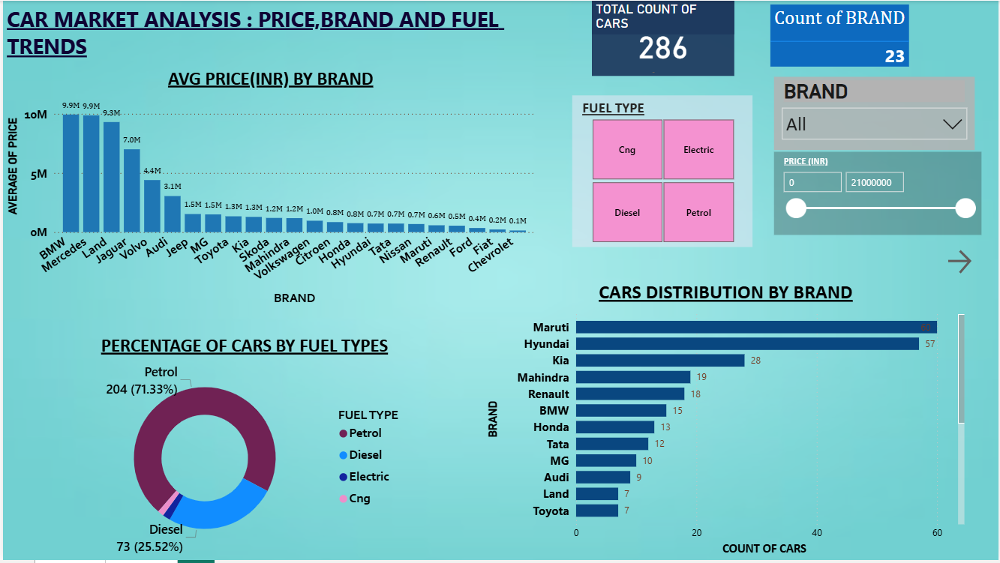 CAR MARKET ANALYSIS : PRICE,BRAND AND FUEL
TRENDS
TOTAL COUNT OF
CARS
286
Count of BRAND
23
AVG PRICE(INR) BY BRAND
AVERAGE OF PRICE
10M
5M
0M
9.9M 9.9M 9.3M 7.0M 4.4M 3.1M 1.5M 1.5M 1.3M 1.3M 1.2M 1.2M 1.0M 0.8M 0.8M 0.7M 0.7M 0.7M 0.6M 0.5M 0.4M 0.2M 0.1M
BMW Mercedes Land Jaguar Volvo Audi Jeep MG Toyota Kia Skoda Mahindra Volkswagen Citroen Honda Hyundai Tata Nissan Maruti Renault Ford Fiat Chevrolet
BRAND
FUEL TYPE
Cng Electric
Diesel Petrol
BRAND
All
PRICE (INR)
0 21000000
PERCENTAGE OF CARS BY FUEL TYPES
Petrol
204 (71.33%)
Diesel
73 (25.52%)
FUEL TYPE
Petrol
Diesel
Electric
Cng
CARS DISTRIBUTION BY BRAND
BRAND
Maruti 60
Hyundai 57
Kia 28
Mahindra 19
Renault 18
BMW 15
Honda 13
Tata 12
MG 10
Audi 9
Land 7
Toyota 7
0 20 40 60
COUNT OF CARS